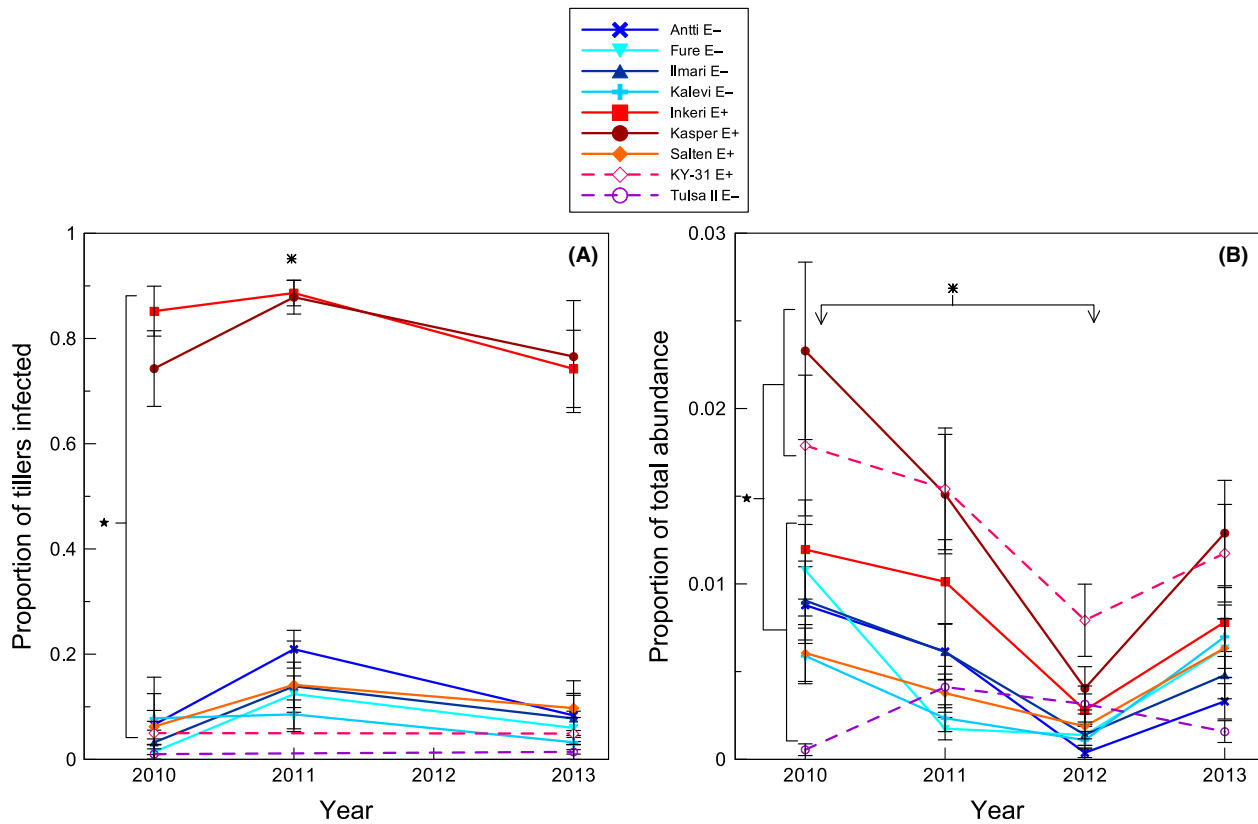 Antti E–
Fure E–
Ilmari E–
Kalevi E–
Inkeri E+
Kasper E+
Salten E+
KY-31 E+
Tulsa II E–
(A)
Proportion of tillers infected
1
0.8
0.6
0.4
0.2
0
2010 2011 2012 2013
Year
(B)
Proportion of total abundance
0.03
0.02
0.01
0
2010 2011 2012 2013
Year